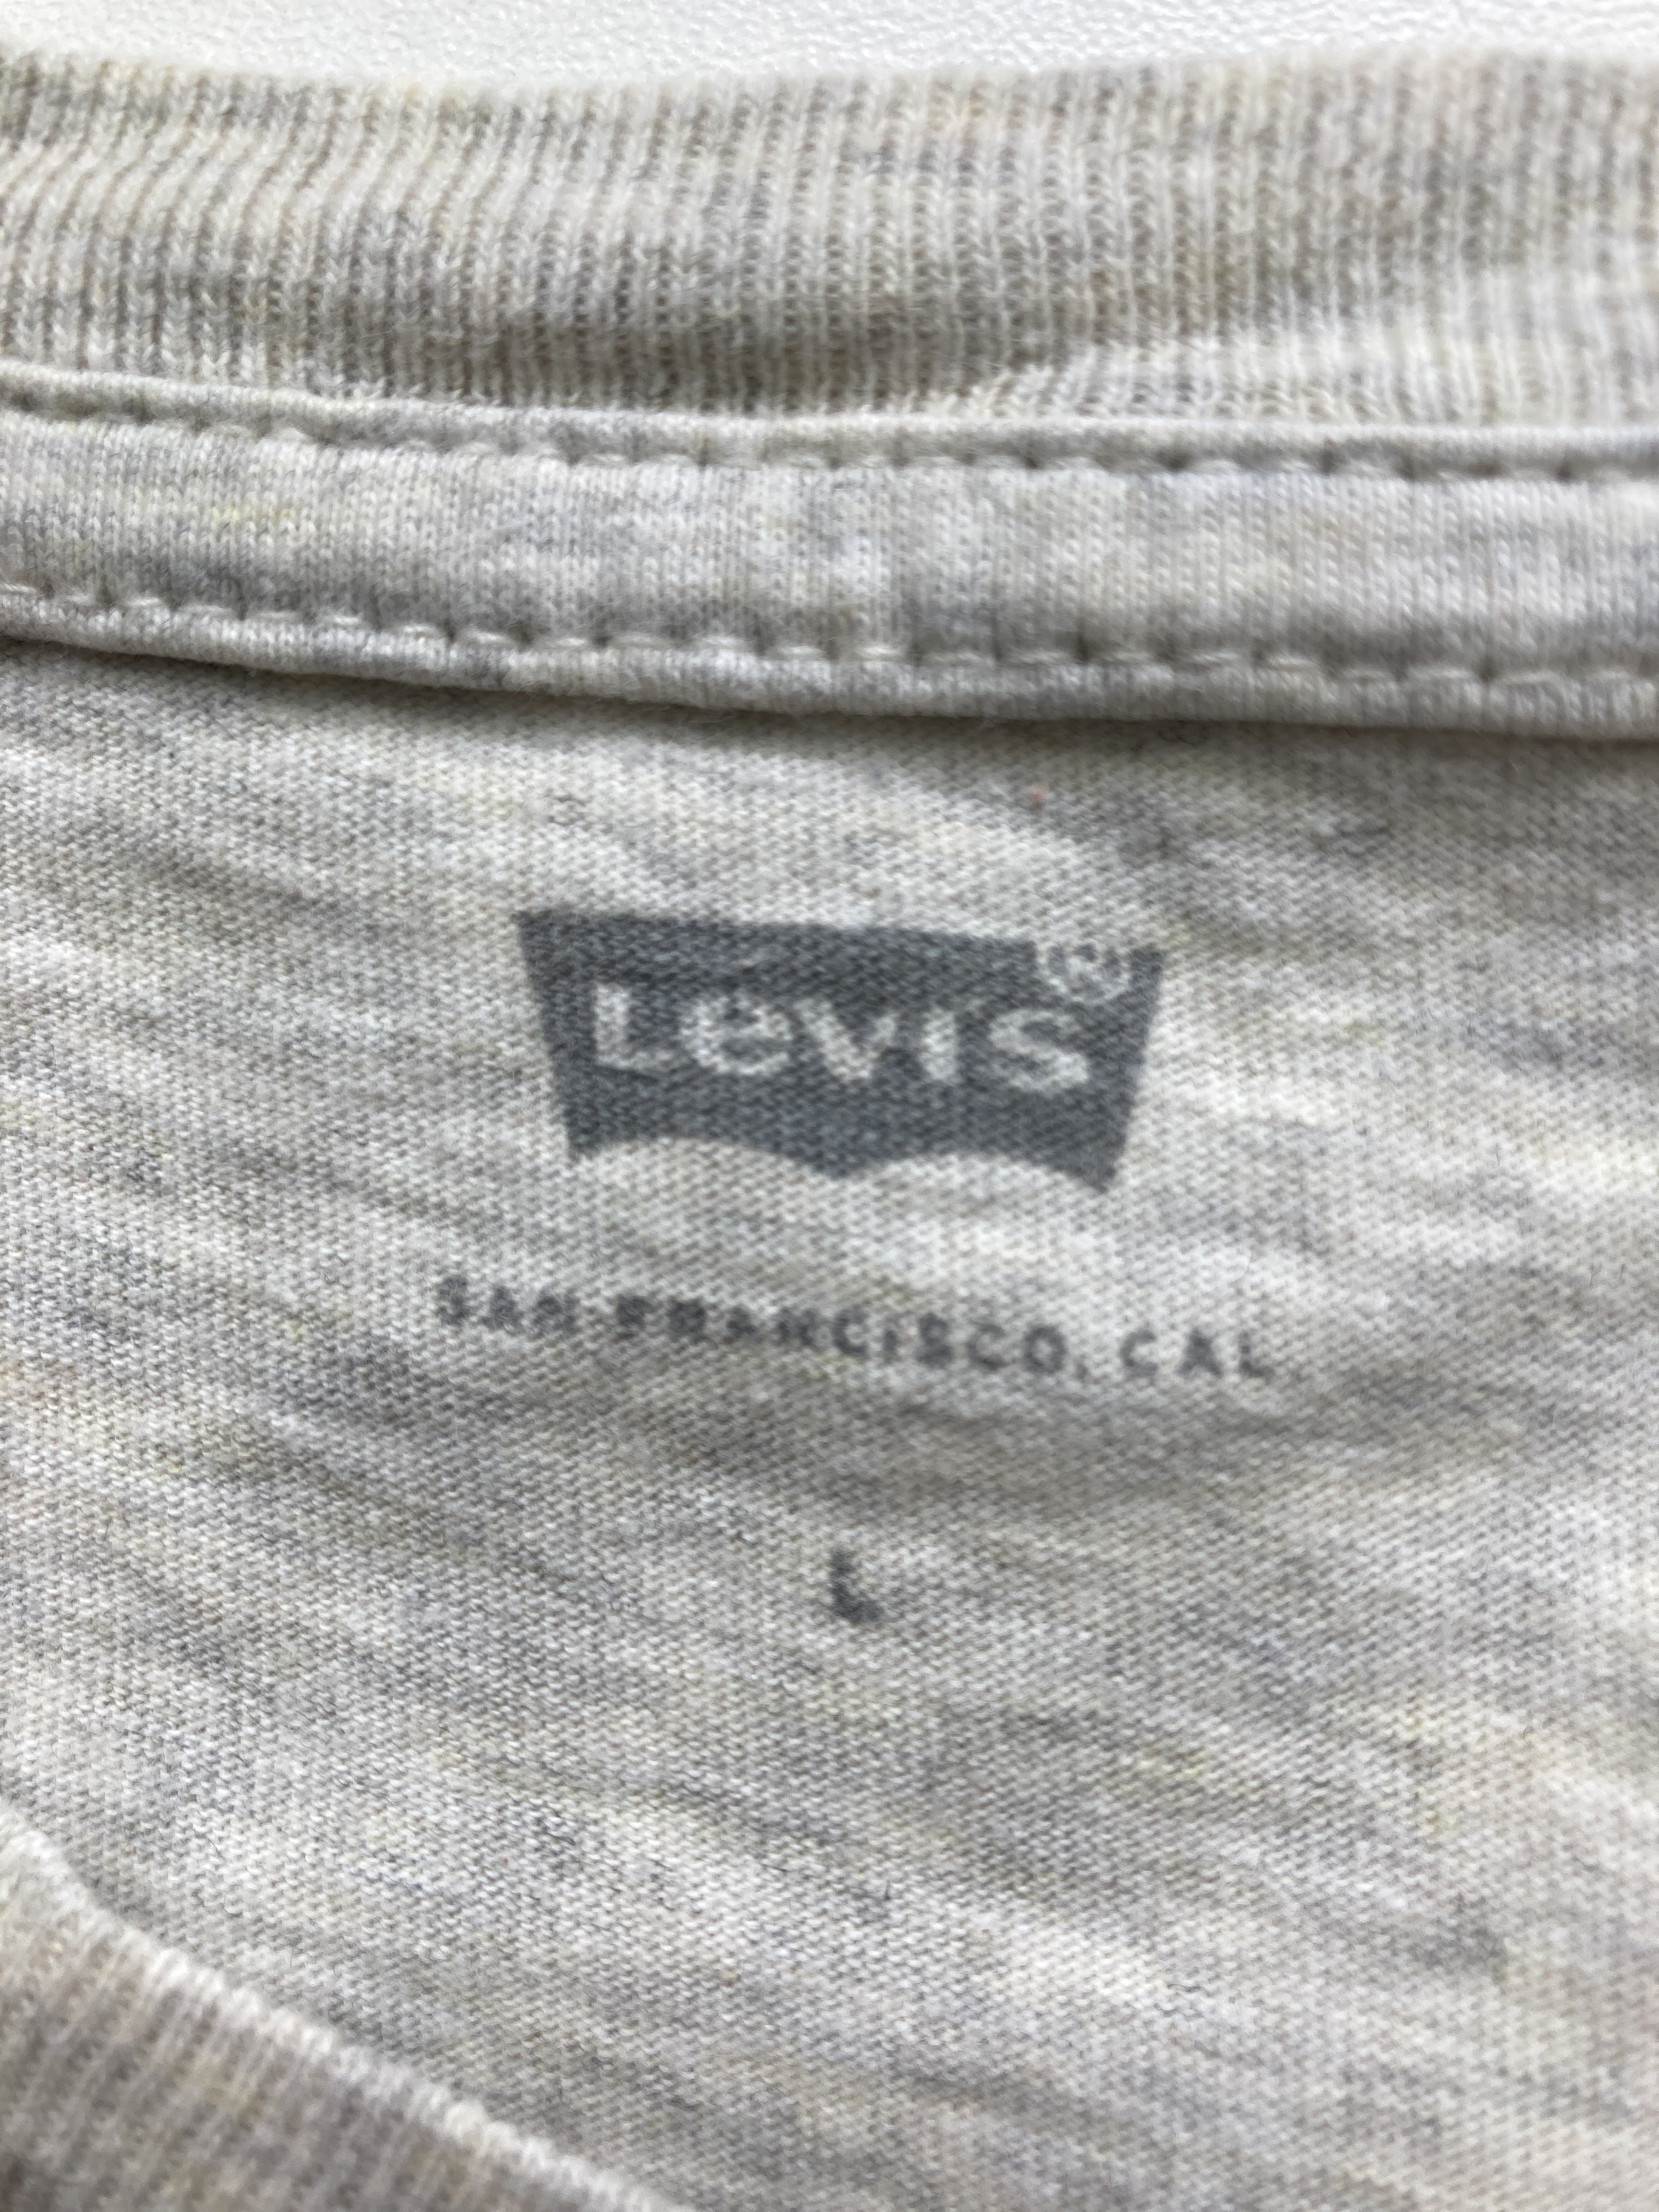 Levi's®
SAN FRANCISCO, CAL
L